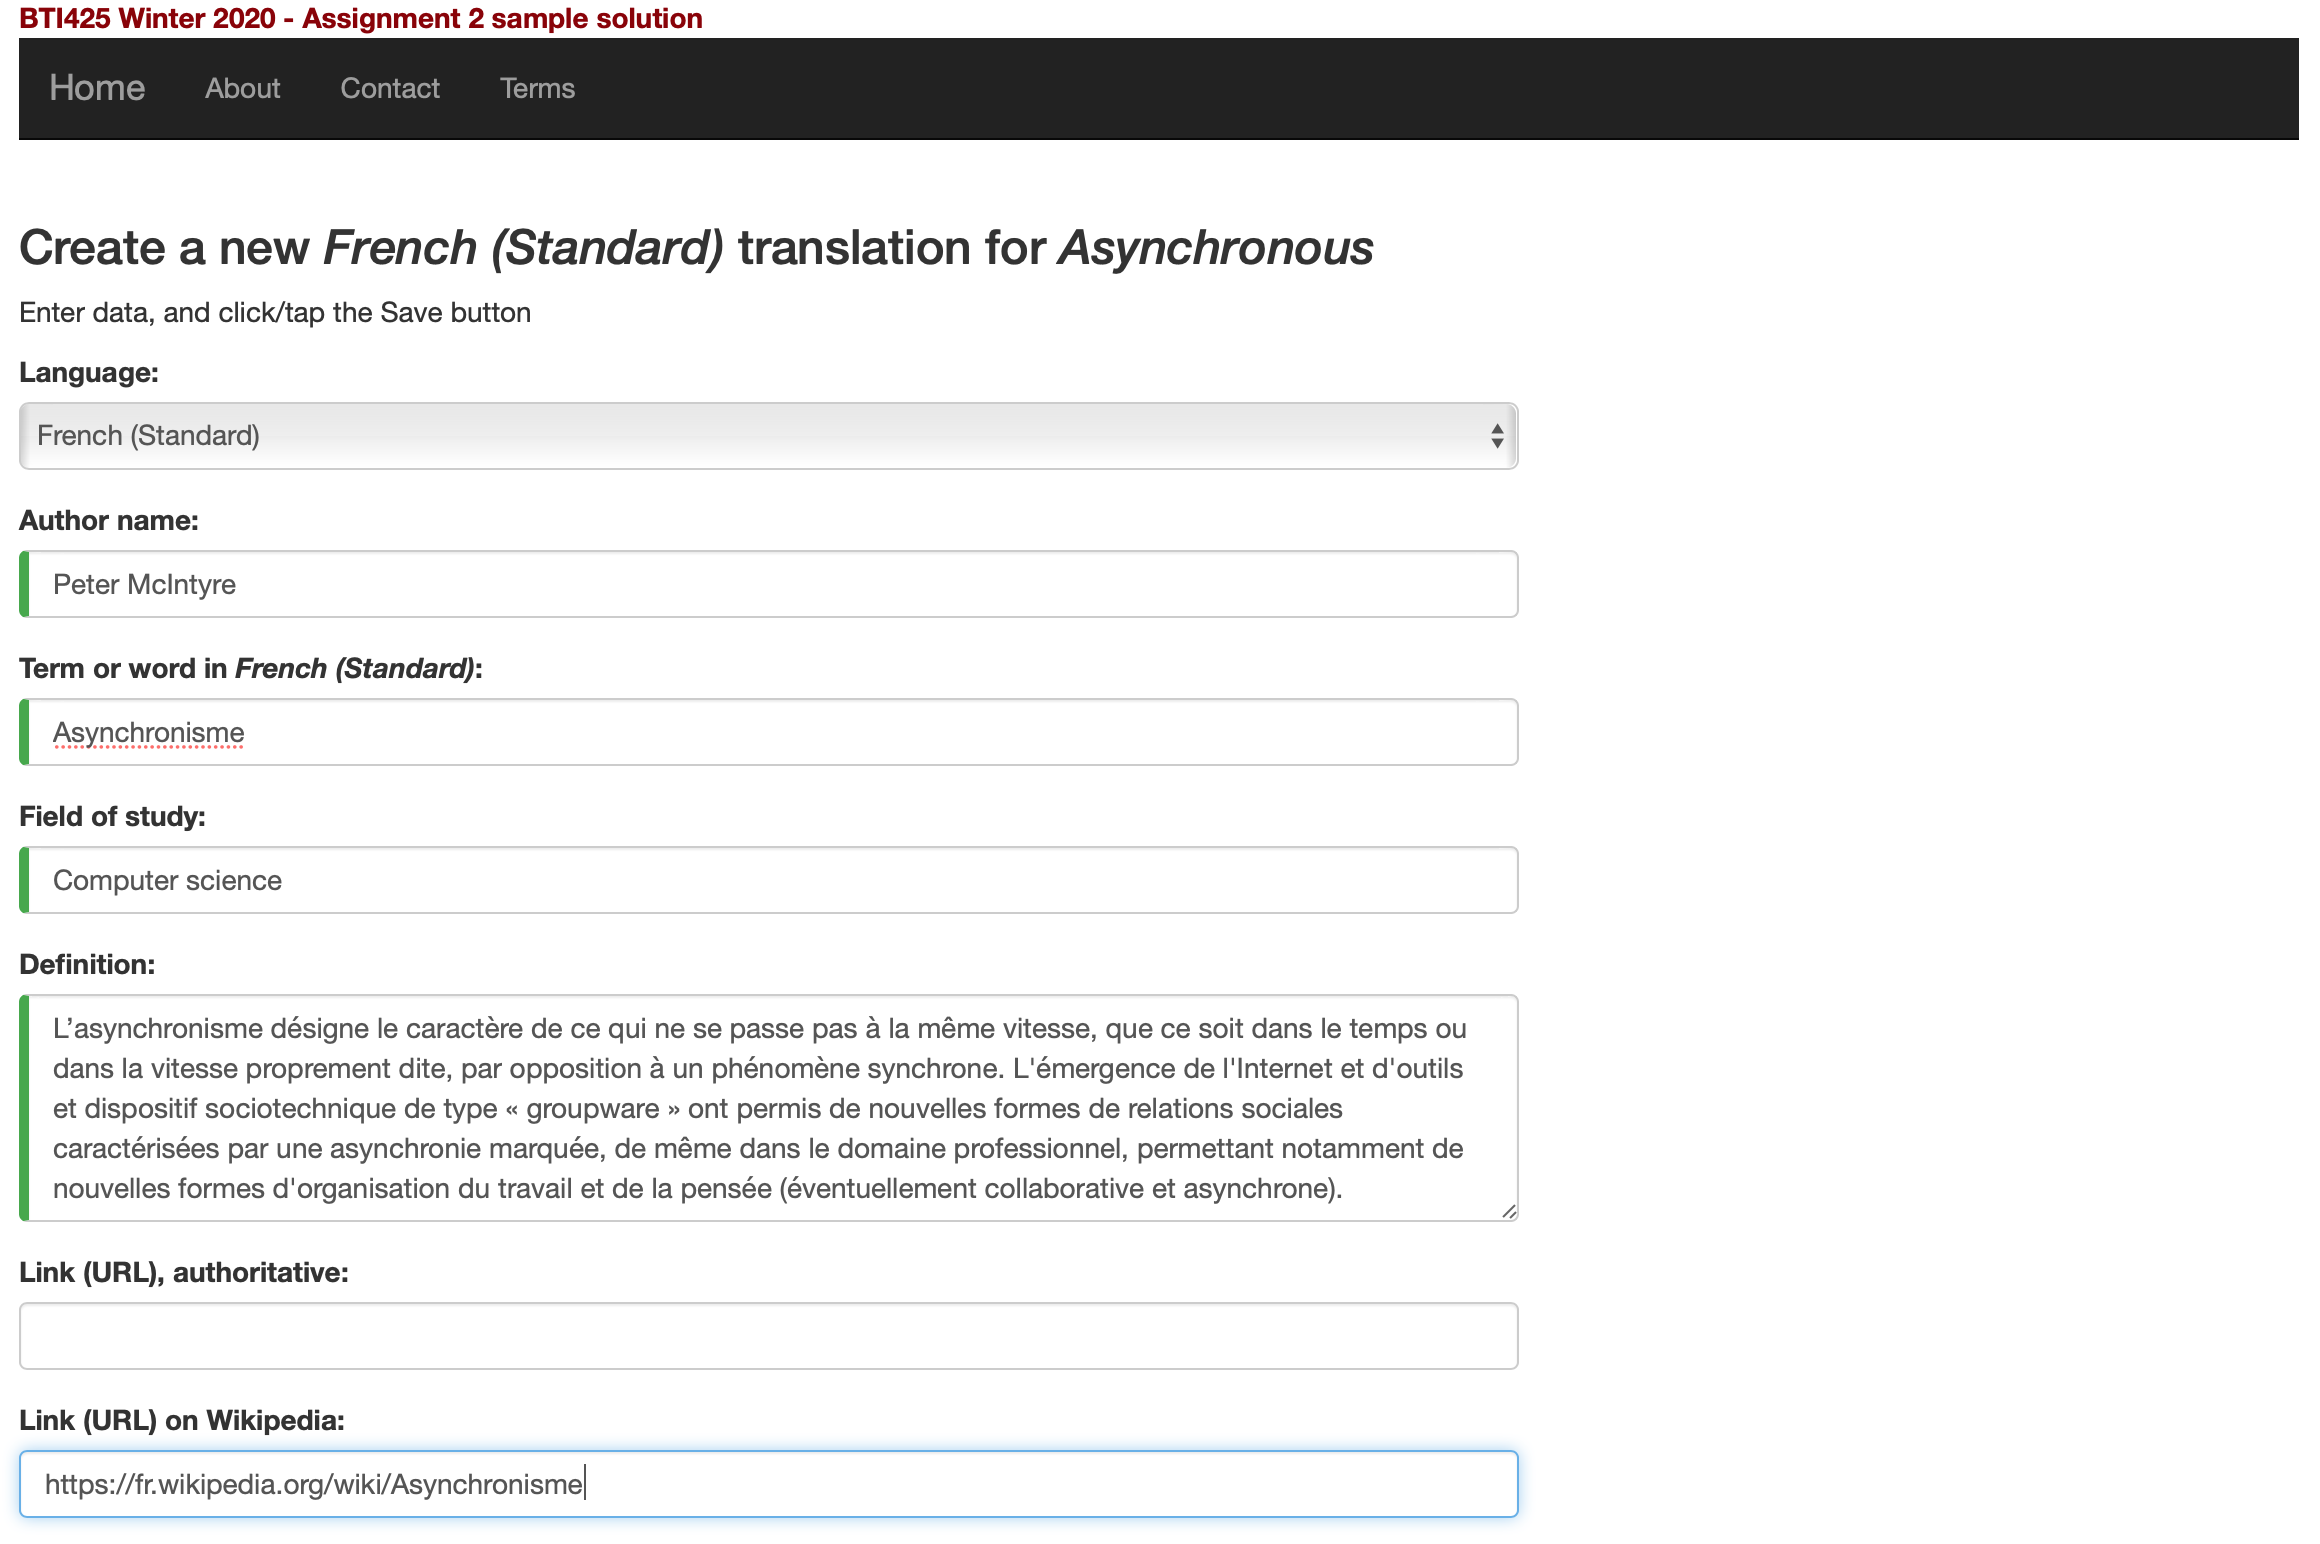 BTI425 Winter 2020 - Assignment 2 sample solution
Home About Contact Terms
Create a new French (Standard) translation for Asynchronous
Enter data, and click/tap the Save button
Language:
French (Standard)
Author name:
Peter McIntyre
Term or word in French (Standard):
Asynchronisme
Field of study:
Computer science
Definition:
L’asynchronisme désigne le caractère de ce qui ne se passe pas à la même vitesse, que ce soit dans le temps ou
dans la vitesse proprement dite, par opposition à un phénomène synchrone. L'émergence de l'Internet et d'outils
et dispositif sociotechnique de type « groupware » ont permis de nouvelles formes de relations sociales
caractérisées par une asynchronie marquée, de même dans le domaine professionnel, permettant notamment de
nouvelles formes d'organisation du travail et de la pensée (éventuellement collaborative et asynchrone).
Link (URL), authoritative:
Link (URL) on Wikipedia:
https://fr.wikipedia.org/wiki/Asynchronisme